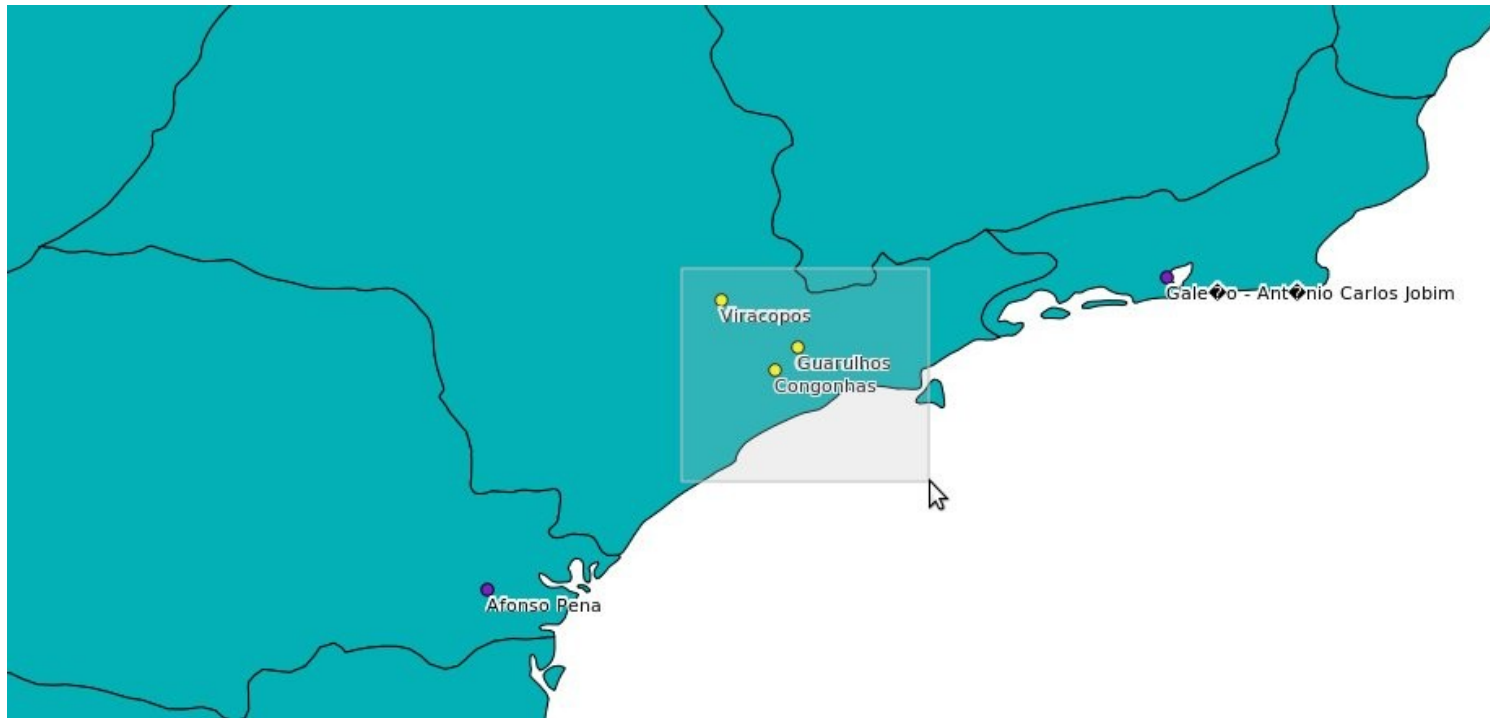 Gale�o - Ant�nio Carlos Jobim
Viracopos
Guarulhos
Congonhas
Afonso Pena